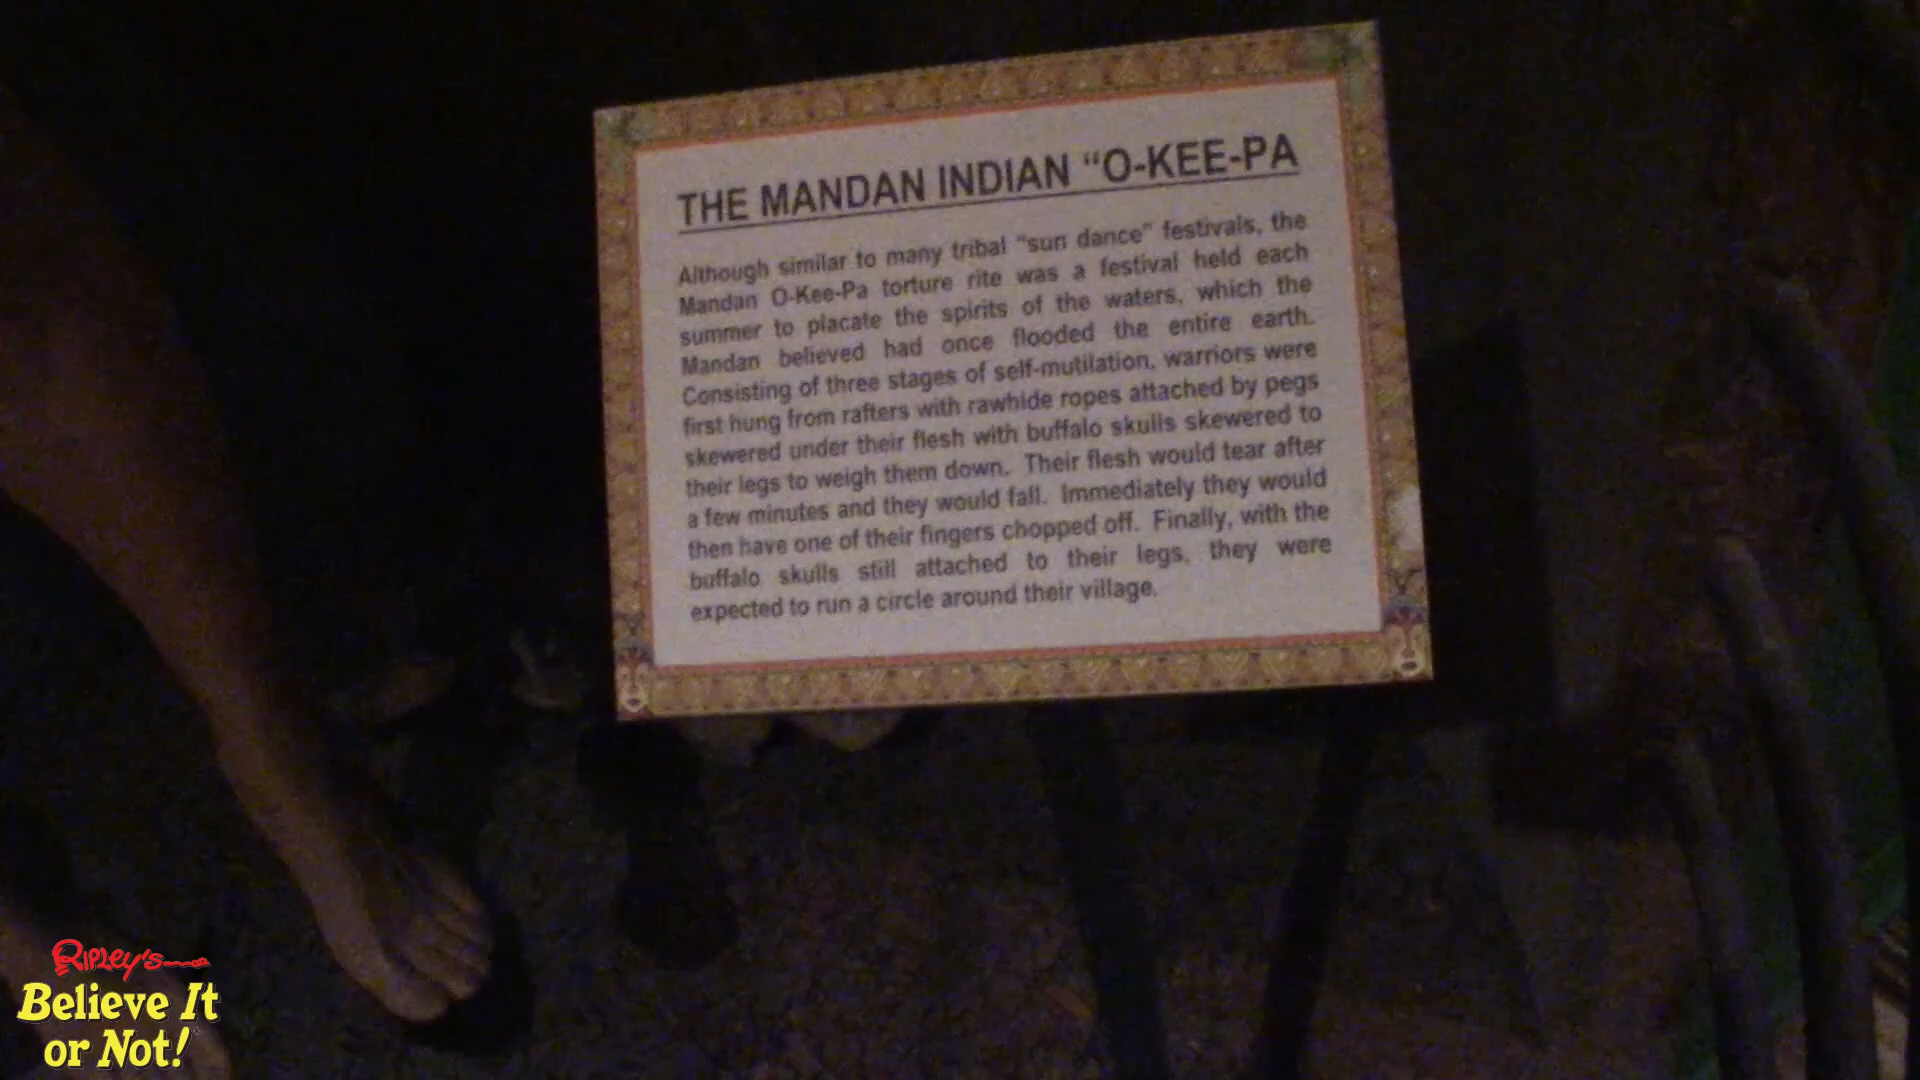 THE MANDAN INDIAN “O-KEE-PA
Although similar to many tribal “sun dance” festivals, the
Mandan O-Kee-Pa torture rite was a festival held each
summer to placate the spirits of the waters, which the
Mandan believed had once flooded the entire earth.
Consisting of three stages of self-mutilation, warriors were
first hung from rafters with rawhide ropes attached by pegs
skewered under their flesh with buffalo skulls skewered to
their legs to weigh them down. Their flesh would tear after
a few minutes and they would fall. Immediately they would
then have one of their fingers chopped off. Finally, with the
buffalo skulls still attached to their legs, they were
expected to run a circle around their village.
Ripley's
Believe It
or Not!